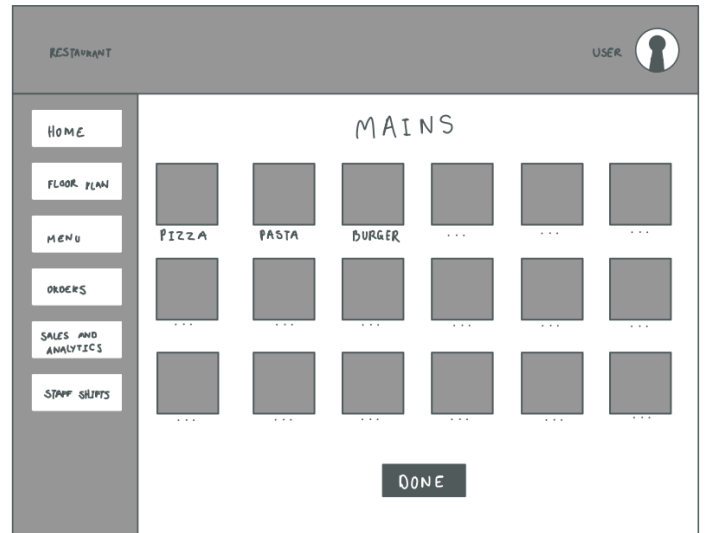 RESTAURANT
USER
HOME
FLOOR PLAN
MENU
ORDERS
SALES AND
ANALYTICS
STAFF SHIFTS
MAINS
PIZZA PASTA BURGER ... ... ...
... ... ... ... ... ...
... ... ... ... ... ...
DONE